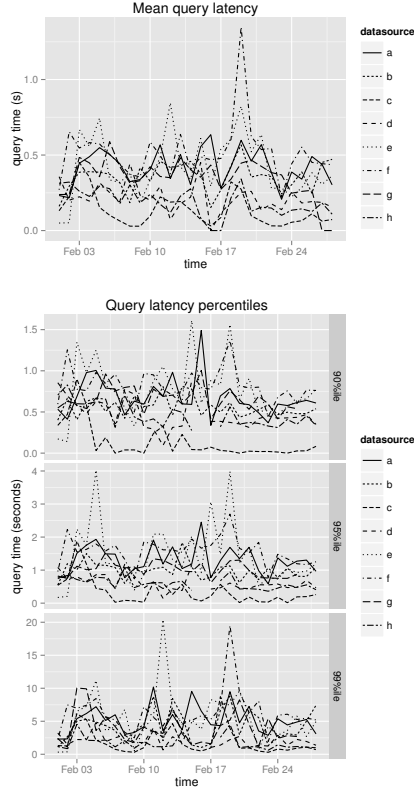 Mean query latency
query time (s)
1.0
0.5
0.0
Feb 03
Feb 10
Feb 17
Feb 24
time
datasource
a
b
c
d
e
f
g
h
Query latency percentiles
query time (seconds)
1.5
1.0
0.5
0.0
90%ile
4
3
2
1
0
95%ile
20
15
10
5
0
99%ile
Feb 03
Feb 10
Feb 17
Feb 24
time
datasource
a
b
c
d
e
f
g
h